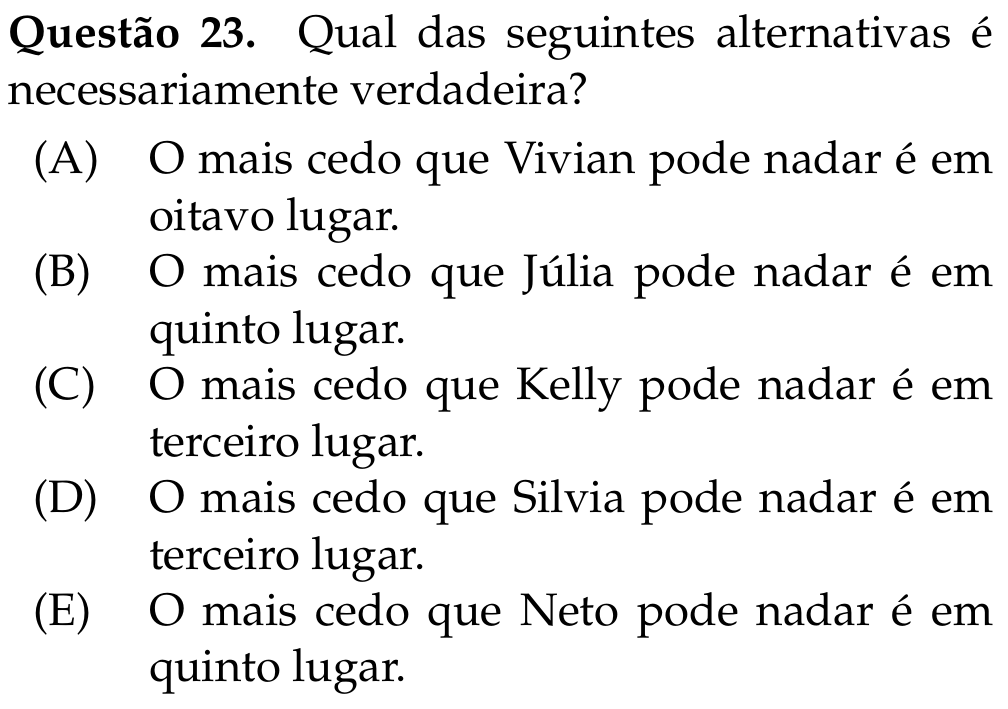 Questão 23. Qual das seguintes alternativas é
necessariamente verdadeira?
(A) O mais cedo que Vivian pode nadar é em
oitavo lugar.
(B) O mais cedo que Júlia pode nadar é em
quinto lugar.
(C) O mais cedo que Kelly pode nadar é em
terceiro lugar.
(D) O mais cedo que Silvia pode nadar é em
terceiro lugar.
(E) O mais cedo que Neto pode nadar é em
quinto lugar.